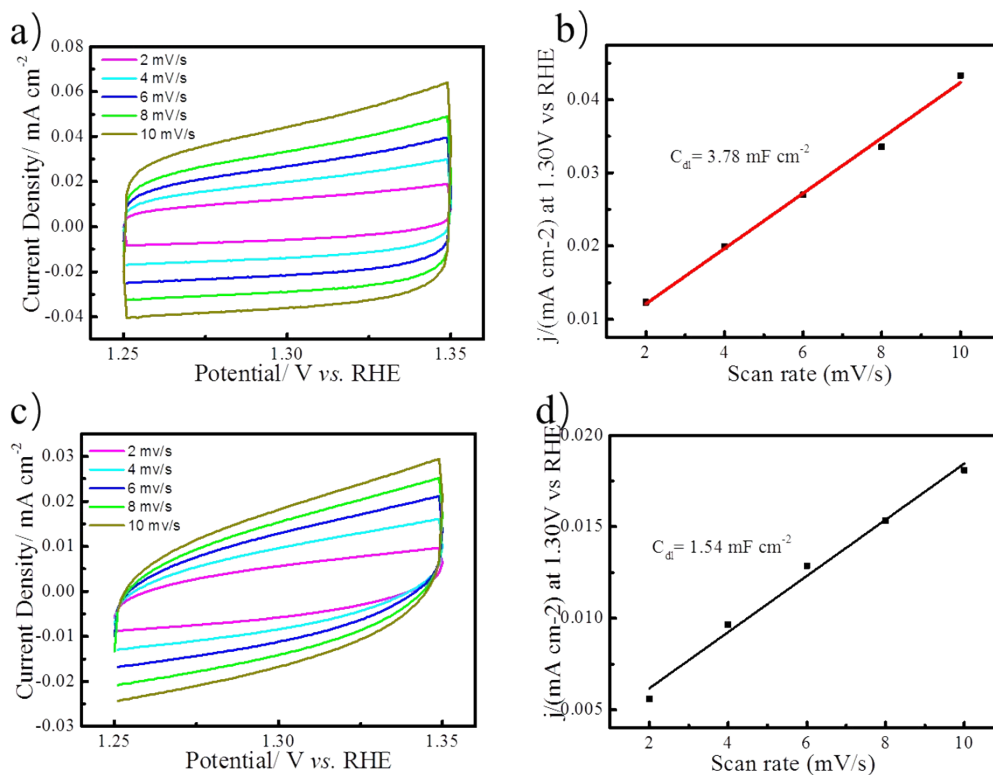 a)
0.08
0.06
0.04
0.02
0.00
-0.02
-0.04
Current Density/ mA cm-2
2 mV/s
4 mV/s
6 mV/s
8 mV/s
10 mV/s
1.25
1.30
1.35
Potential/ V vs. RHE
b)
0.04
0.03
0.02
0.01
j/(mA cm-2) at 1.30V vs RHE
Cdl= 3.78 mF cm-2
2
4
6
8
10
Scan rate (mV/s)
c)
0.03
0.02
0.01
0.00
-0.01
-0.02
-0.03
Current Density/ mA cm-2
2 mv/s
4 mv/s
6 mv/s
8 mv/s
10 mv/s
1.25
1.30
1.35
Potential/ V vs. RHE
d)
0.020
0.015
0.010
0.005
j/(mA cm-2) at 1.30V vs RHE
Cdl= 1.54 mF cm-2
2
4
6
8
10
Scan rate (mV/s)